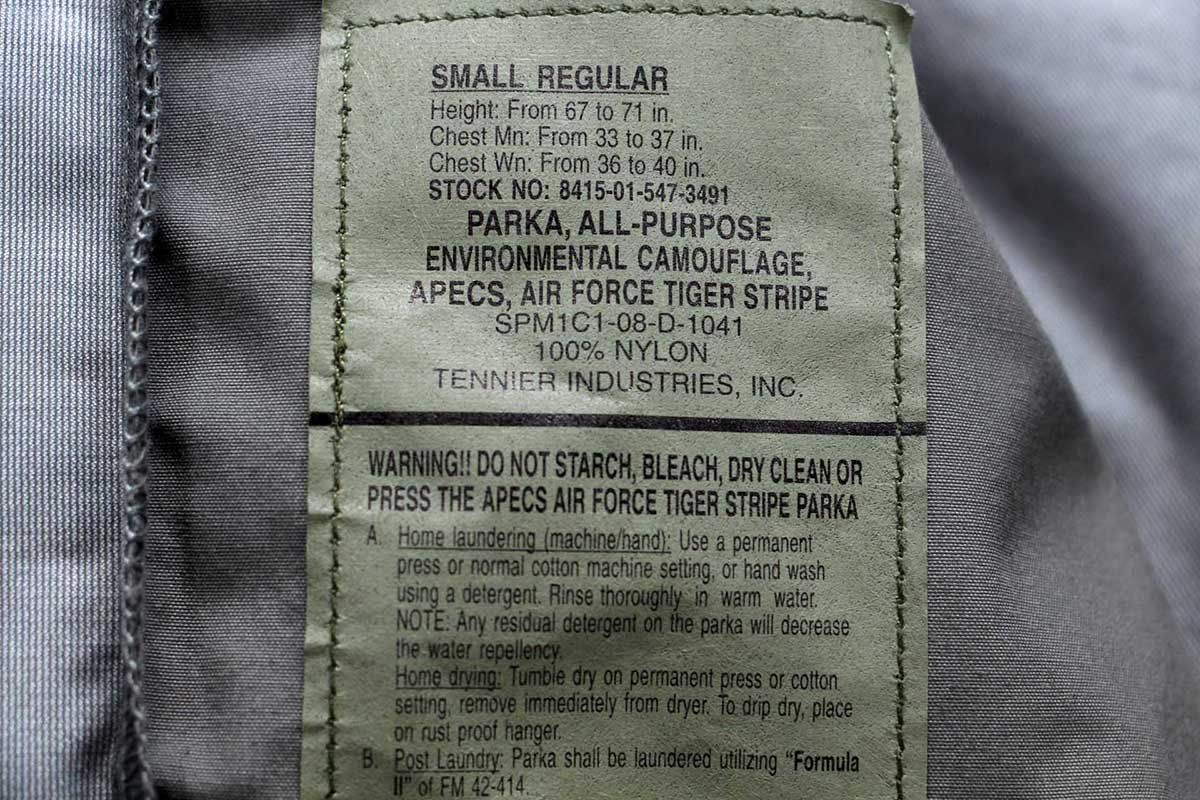 SMALL REGULAR
Height: From 67 to 71 in.
Chest Mn: From 33 to 37 in.
Chest Wn: From 36 to 40 in.
STOCK NO: 8415-01-547-3491
PARKA, ALL-PURPOSE
ENVIRONMENTAL CAMOUFLAGE,
APECS, AIR FORCE TIGER STRIPE
SPM1C1-08-D-1041
100% NYLON
TENNIER INDUSTRIES, INC.
WARNING!! DO NOT STARCH, BLEACH, DRY CLEAN OR
PRESS THE APECS AIR FORCE TIGER STRIPE PARKA
A. Home laundering (machine/hand): Use a permanent
press or normal cotton machine setting, or hand wash
using a detergent. Rinse thoroughly in warm water.
NOTE: Any residual detergent on the parka will decrease
the water repellency.
Home drying: Tumble dry on permanent press or cotton
setting, remove immediately from dryer. To drip dry, place
on rust proof hanger.
B. Post Laundry: Parka shall be laundered utilizing "Formula
II" of FM 42-414.